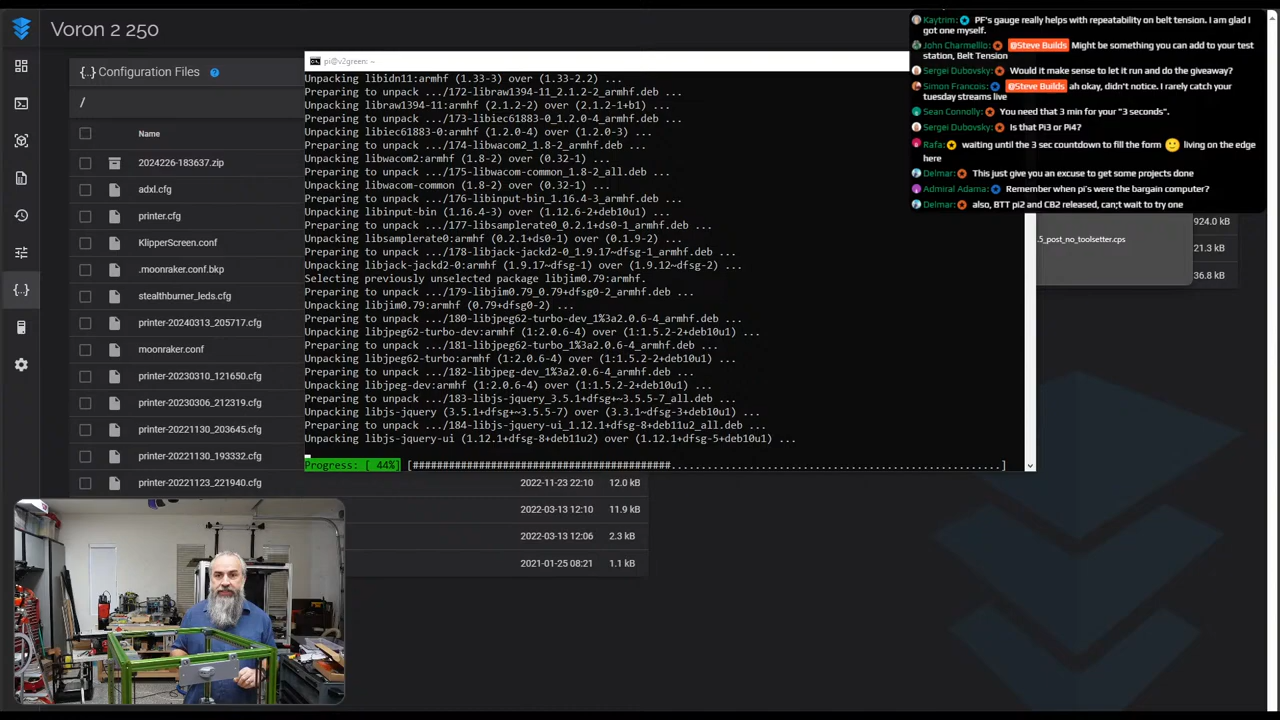 Voron 2 250
{..} Configuration Files ?
/
Name
2024226-183637.zip
adxl.cfg
printer.cfg
KlipperScreen.conf
.moonraker.conf.bkp
stealthburner_leds.cfg
printer-20240313_205717.cfg
moonraker.conf
printer-20230310_121650.cfg
printer-20230306_212319.cfg
printer-20221130_203645.cfg
printer-20221130_193332.cfg
printer-20221123_221940.cfg
pi@v2green: ~
Unpacking libidn11:armhf (1.33-3) over (1.33-2.2) ...
Preparing to unpack .../172-libraw1394-11_2.1.2-2_armhf.deb ...
Unpacking libraw1394-11:armhf (2.1.2-2) over (2.1.2-1+b1) ...
Preparing to unpack .../173-libiec61883-0_1.2.0-4_armhf.deb ...
Unpacking libiec61883-0:armhf (1.2.0-4) over (1.2.0-3) ...
Preparing to unpack .../174-libwacom2_1.8-2_armhf.deb ...
Unpacking libwacom2:armhf (1.8-2) over (0.32-1) ...
Preparing to unpack .../175-libwacom-common_1.8-2_all.deb ...
Unpacking libwacom-common (1.8-2) over (0.32-1) ...
Preparing to unpack .../176-libinput-bin_1.16.4-3_armhf.deb ...
Unpacking libinput-bin (1.16.4-3) over (1.12.6-2+deb10u1) ...
Preparing to unpack .../177-libsamplerate0_0.2.1+ds0-1_armhf.deb ...
Unpacking libsamplerate0:armhf (0.2.1+ds0-1) over (0.1.9-2) ...
Preparing to unpack .../178-libjack-jackd2-0_1.9.17~dfsg-1_armhf.deb ...
Unpacking libjack-jackd2-0:armhf (1.9.17~dfsg-1) over (1.9.12~dfsg-2) ...
Selecting previously unselected package libjim0.79:armhf.
Preparing to unpack .../179-libjim0.79_0.79+dfsg0-2_armhf.deb ...
Unpacking libjim0.79:armhf (0.79+dfsg0-2) ...
Preparing to unpack .../180-libjpeg62-turbo-dev_1%3a2.0.6-4_armhf.deb ...
Unpacking libjpeg62-turbo-dev:armhf (1:2.0.6-4) over (1:1.5.2-2+deb10u1) ...
Preparing to unpack .../181-libjpeg62-turbo_1%3a2.0.6-4_armhf.deb ...
Unpacking libjpeg62-turbo:armhf (1:2.0.6-4) over (1:1.5.2-2+deb10u1) ...
Preparing to unpack .../182-libjpeg-dev_1%3a2.0.6-4_armhf.deb ...
Unpacking libjpeg-dev:armhf (1:2.0.6-4) over (1:1.5.2-2+deb10u1) ...
Preparing to unpack .../183-libjs-jquery_3.5.1+dfsg+~3.5.5-7_all.deb ...
Unpacking libjs-jquery (3.5.1+dfsg+~3.5.5-7) over (3.3.1~dfsg-3+deb10u1) ...
Preparing to unpack .../184-libjs-jquery-ui_1.12.1+dfsg-8+deb11u2_all.deb ...
Unpacking libjs-jquery-ui (1.12.1+dfsg-8+deb11u2) over (1.12.1+dfsg-5+deb10u1) ...
Progress: [ 44%] [###########################################.......................................................]
2022-11-23 22:10 12.0 kB
2022-03-13 12:10 11.9 kB
2022-03-13 12:06 2.3 kB
2021-01-25 08:21 1.1 kB
Kaytrim: PF's gauge really helps with repeatability on belt tension. I am glad I
got one myself.
John Charmelllo: @Steve Builds Might be something you can add to your test
station, Belt Tension
Sergei Dubovsky: Would it make sense to let it run and do the giveaway?
Simon Francois: @Steve Builds ah okay, didn't notice. I rarely catch your
tuesday streams live
Sean Connolly: You need that 3 min for your "3 seconds".
Sergei Dubovsky: Is that Pi3 or Pi4?
Rafa: waiting until the 3 sec countdown to fill the form 🙂 living on the edge
here
Delmar: This just give you an excuse to get some projects done
Admiral Adama: Remember when pi's were the bargain computer?
Delmar: also, BTT pi2 and CB2 released, can;t wait to try one
924.0 kB
.5_post_no_toolsetter.cps
21.3 kB
36.8 kB